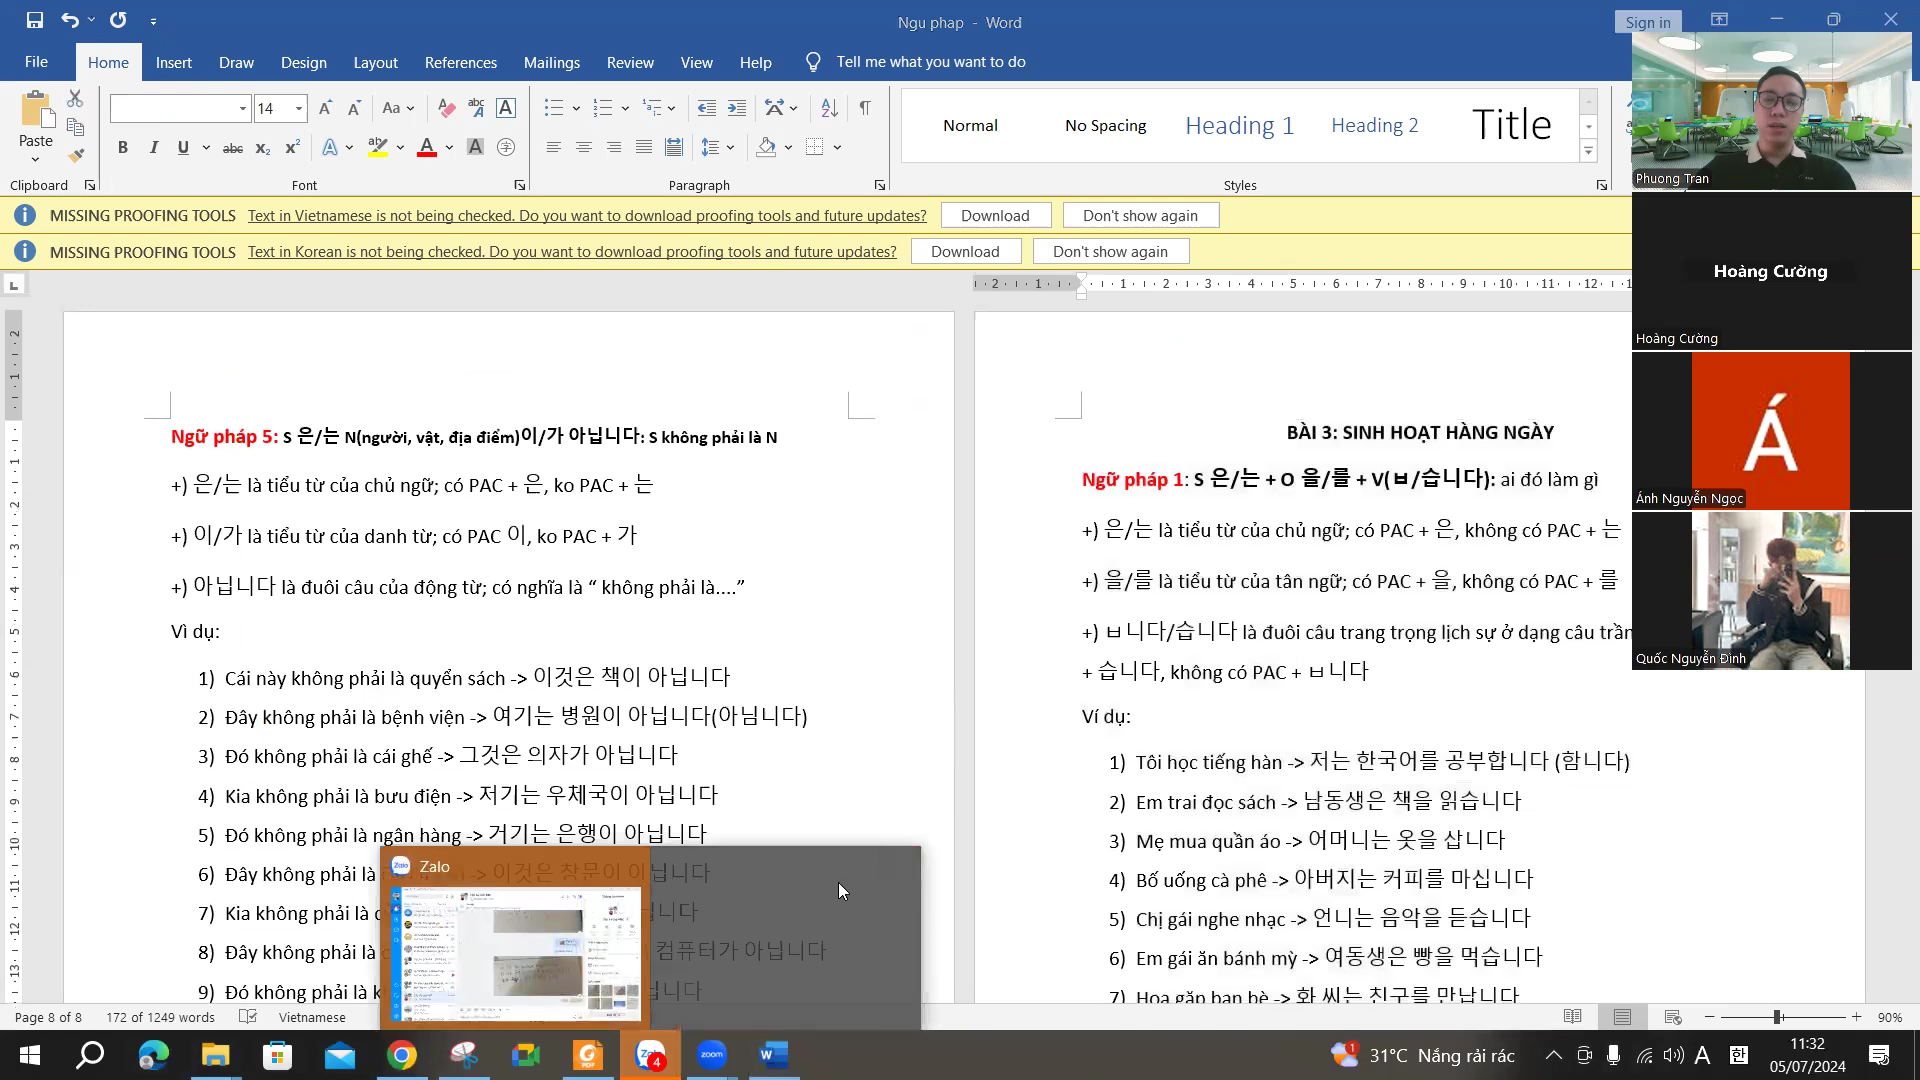 Ngu phap - Word
Sign in
File Home Insert Draw Design Layout References Mailings Review View Help Tell me what you want to do
14
Paste
Normal
No Spacing
Heading 1
Heading 2
Title
Clipboard
Font
Paragraph
Styles
MISSING PROOFING TOOLS Text in Vietnamese is not being checked. Do you want to download proofing tools and future updates? Download Don't show again
MISSING PROOFING TOOLS Text in Korean is not being checked. Do you want to download proofing tools and future updates? Download Don't show again
Ngữ pháp 5: S 은/는 N(người, vật, địa điểm)이/가 아닙니다: S không phải là N
+) 은/는 là tiểu từ của chủ ngữ; có PAC + 은, ko PAC + 는
+) 이/가 là tiểu từ của danh từ; có PAC 이, ko PAC + 가
+) 아닙니다 là đuôi câu của động từ; có nghĩa là “ không phải là....”
Vì dụ:
1) Cái này không phải là quyển sách -> 이것은 책이 아닙니다
2) Đây không phải là bệnh viện -> 여기는 병원이 아닙니다(아님니다)
3) Đó không phải là cái ghế -> 그것은 의자가 아닙니다
4) Kia không phải là bưu điện -> 저기는 우체국이 아닙니다
5) Đó không phải là ngân hàng -> 거기는 은행이 아닙니다
6) Đây không phải là
7) Kia không phải là
8) Đây không phải là 컴퓨터가 아닙니다
9) Đó không phải là
Zalo
BÀI 3: SINH HOẠT HÀNG NGÀY
Ngữ pháp 1: S 은/는 + O 을/를 + V(ㅂ/습니다): ai đó làm gì
+) 은/는 là tiểu từ của chủ ngữ; có PAC + 은, không có PAC + 는
+) 을/를 là tiểu từ của tân ngữ; có PAC + 을, không có PAC + 를
+) ㅂ니다/습니다 là đuôi câu trang trọng lịch sự ở dạng câu trần
+ 습니다, không có PAC + ㅂ니다
Ví dụ:
1) Tôi học tiếng hàn -> 저는 한국어를 공부합니다 (함니다)
2) Em trai đọc sách -> 남동생은 책을 읽습니다
3) Mẹ mua quần áo -> 어머니는 옷을 삽니다
4) Bố uống cà phê -> 아버지는 커피를 마십니다
5) Chị gái nghe nhạc -> 언니는 음악을 듣습니다
6) Em gái ăn bánh mỳ -> 여동생은 빵을 먹습니다
7) Hoa gặp bạn bè -> 화 씨는 친구를 만납니다
Phuong Tran
Hoàng Cường
Hoàng Cường
Á
Ánh Nguyễn Ngọc
Quốc Nguyễn Đình
Page 8 of 8 172 of 1249 words Vietnamese
90%
31°C Nắng rải rác
A 한
11:32
05/07/2024